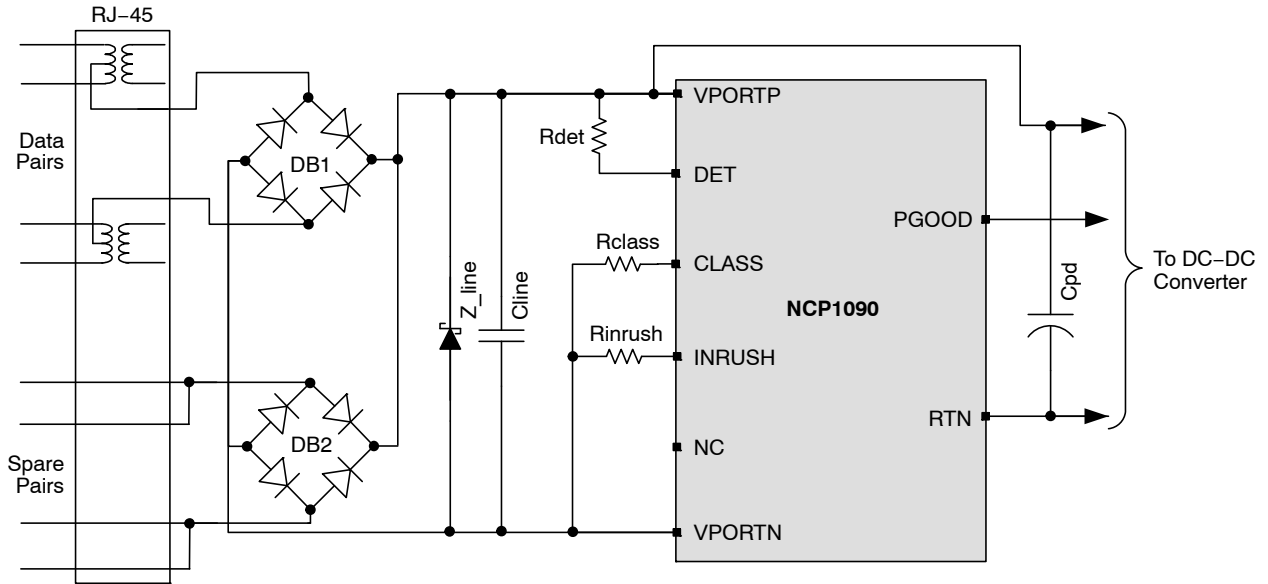 RJ−45
Data
Pairs
DB1
Rdet
VPORTP
DET
PGOOD
Rclass
CLASS
Z_line
Cline
NCP1090
Cpd
To DC−DC
Converter
Rinrush
INRUSH
RTN
DB2
NC
Spare
Pairs
VPORTN